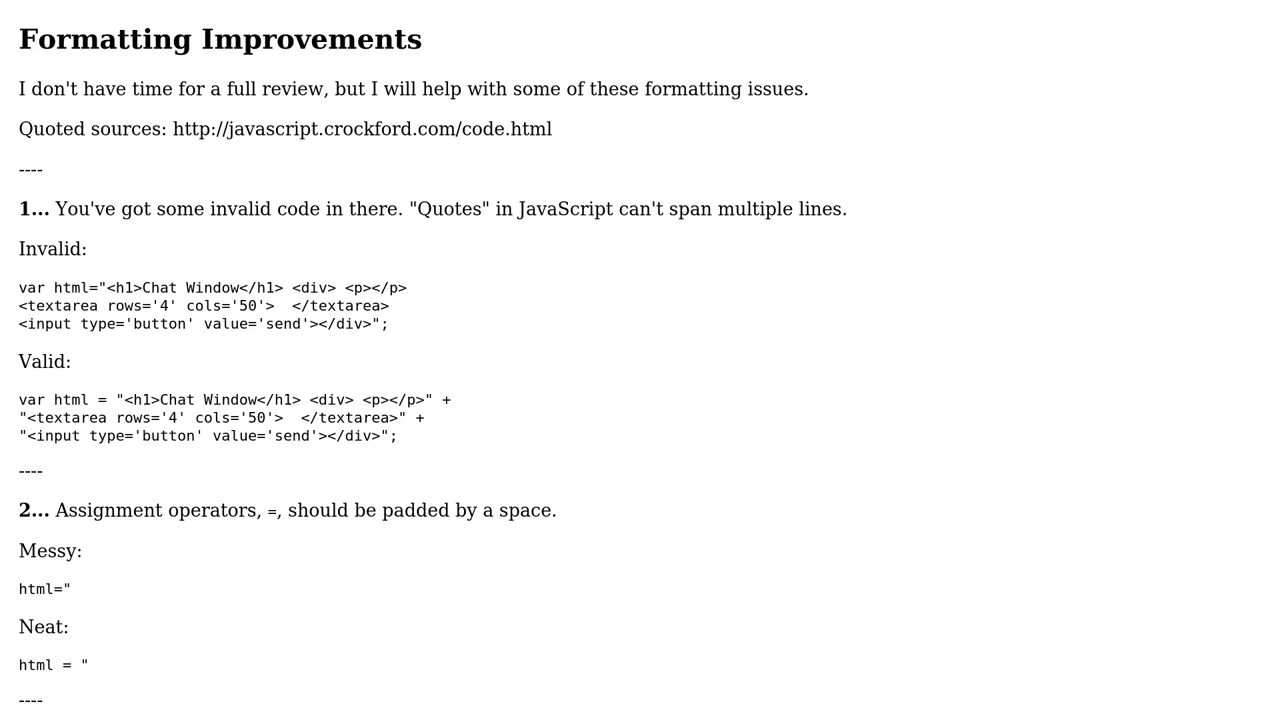 Formatting Improvements
I don't have time for a full review, but I will help with some of these formatting issues.
Quoted sources: http://javascript.crockford.com/code.html
----
1... You've got some invalid code in there. "Quotes" in JavaScript can't span multiple lines.
Invalid:
var html="<h1>Chat Window</h1> <div> <p></p>
<textarea rows='4' cols='50'>  </textarea>
<input type='button' value='send'></div>";
Valid:
var html = "<h1>Chat Window</h1> <div> <p></p>" +
"<textarea rows='4' cols='50'>  </textarea>" +
"<input type='button' value='send'></div>";
----
2... Assignment operators, =, should be padded by a space.
Messy:
html="
Neat:
html = "
----